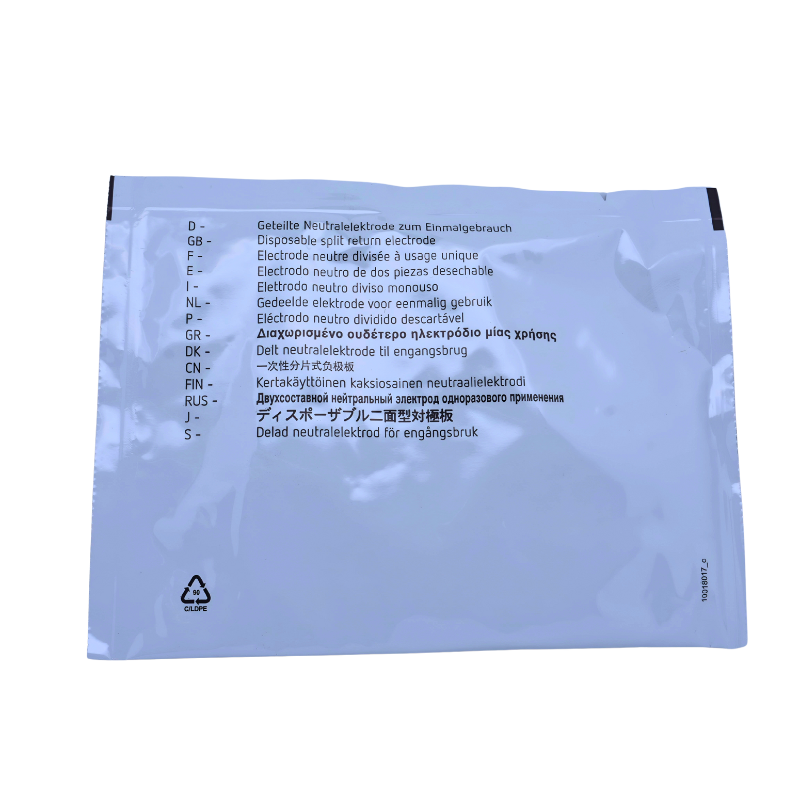 D - Geteilte Neutralelektrode zum Einmalgebrauch
GB - Disposable split return electrode
F - Electrode neutre divisée à usage unique
E - Electrodo neutro de dos piezas desechable
I - Elettrodo neutro diviso monouso
NL - Gedeelde elektrode voor eenmalig gebruik
P - Eléctrodo neutro dividido descartável
GR - Διαχωρισμένο ουδέτερο ηλεκτρόδιο μίας χρήσης
DK - Delt neutralelektrode til engangsbrug
CN - 一次性分片式负极板
FIN - Kertakäyttöinen kaksiosainen neutraalielektrodi
RUS - Двухсоставной нейтральный электрод одноразового применения
J - ディスポーザブル二面型対極板
S - Delad neutralelektrod för engångsbruk
90
C/LDPE
10018017_c